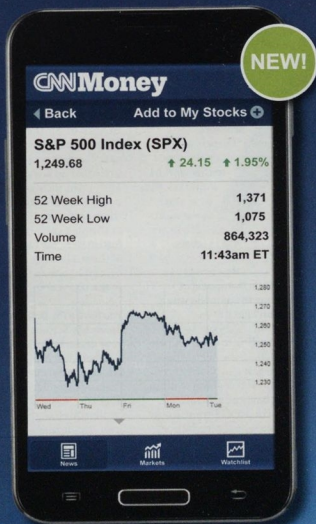 NEW!
CNNMoney
Back Add to My Stocks
S&P 500 Index (SPX)
1,249.68 24.15 1.95%
52 Week High 1,371
52 Week Low 1,075
Volume 864,323
Time 11:43am ET
1,280
1,270
1,260
1,250
1,240
1,230
Wed Thu Fri Mon Tue
News Markets Watchlist